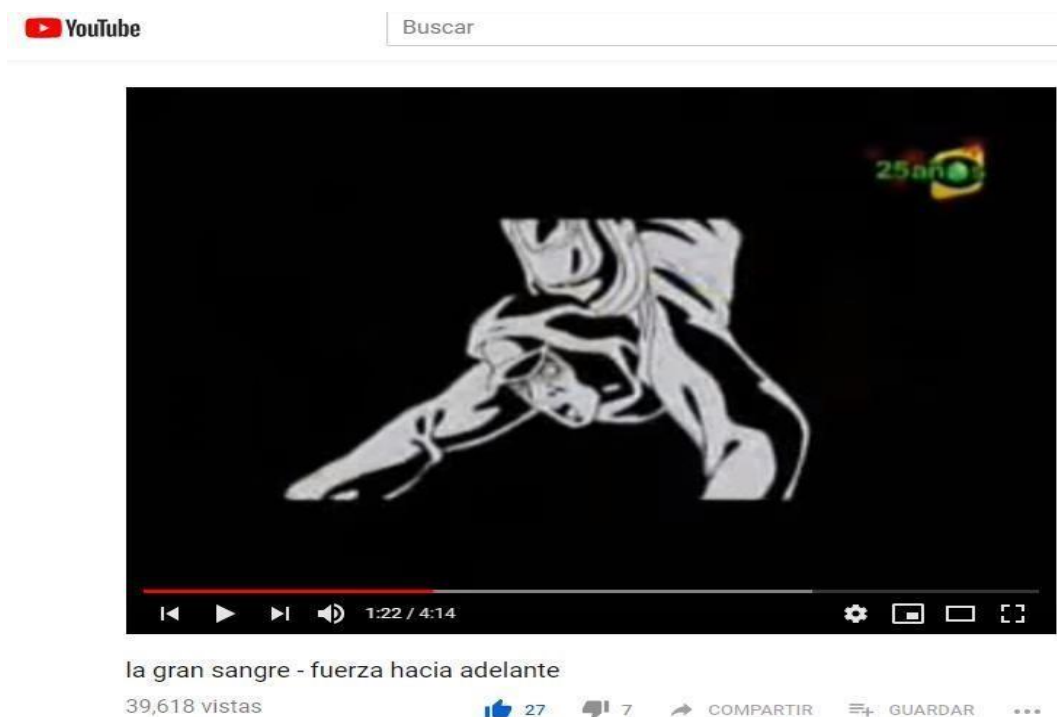 YouTube
Buscar
25años
1:22 / 4:14
la gran sangre - fuerza hacia adelante
39,618 vistas
27
7
COMPARTIR
GUARDAR